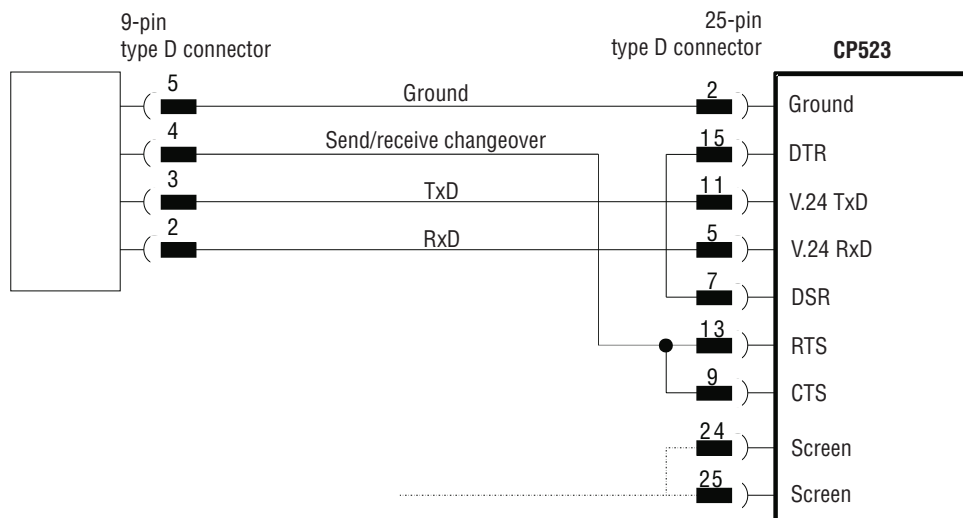 9-pin
type D connector
25-pin
type D connector
CP523
5 Ground 2 Ground
4 Send/receive changeover 15 DTR
3 TxD 11 V.24 TxD
2 RxD 5 V.24 RxD
7 DSR
13 RTS
9 CTS
24 Screen
25 Screen